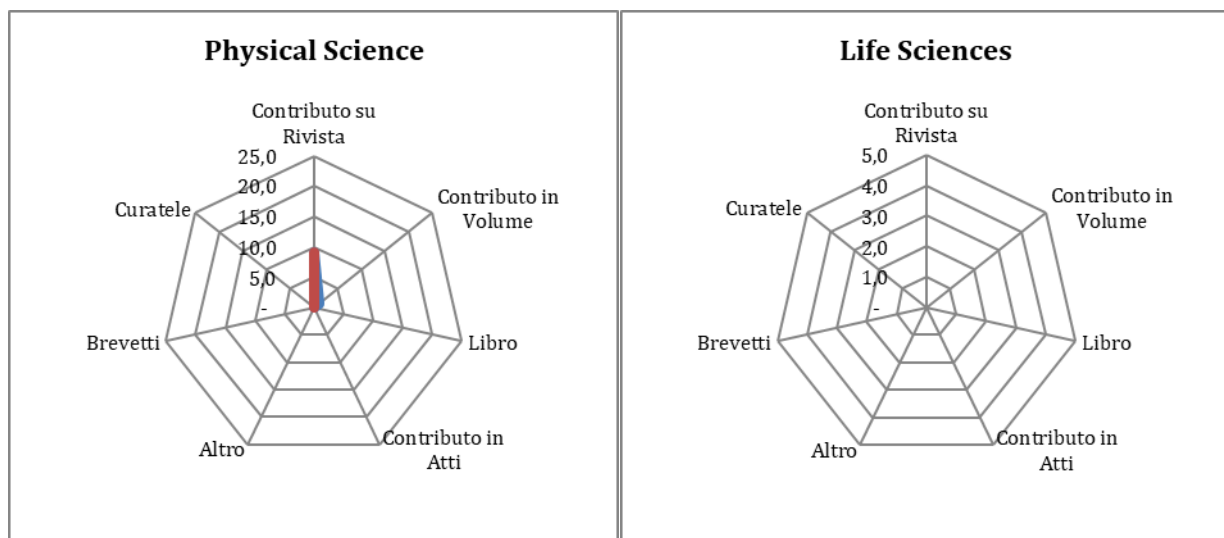 Physical Science
Contributo su
Rivista
25,0
20,0
15,0
10,0
5,0
-
Contributo in
Volume
Libro
Contributo in
Atti
Altro
Brevetti
Curatele
Life Sciences
Contributo su
Rivista
5,0
4,0
3,0
2,0
1,0
-
Contributo in
Volume
Libro
Contributo in
Atti
Altro
Brevetti
Curatele